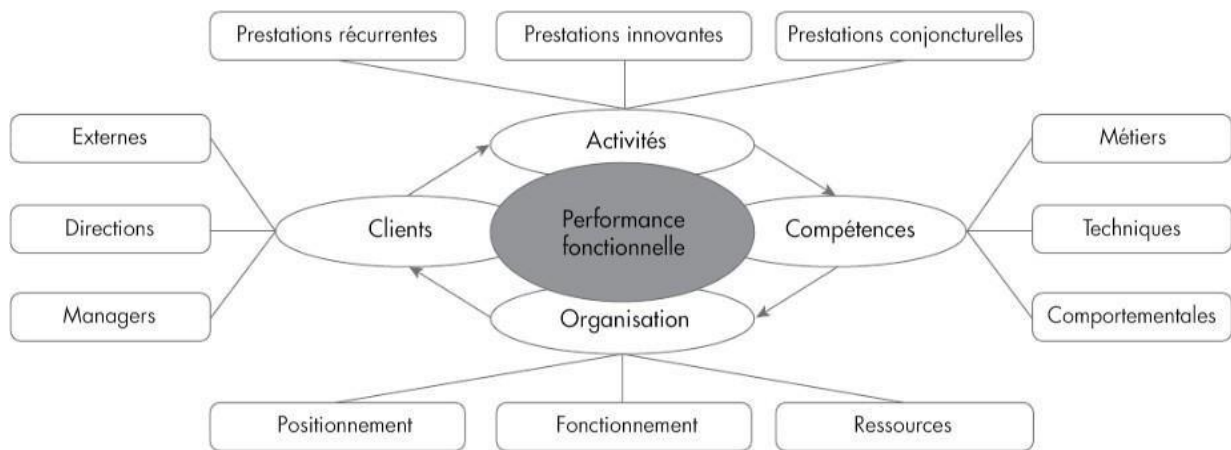 Prestations récurrentes
Prestations innovantes
Prestations conjoncturelles
Activités
Externes
Directions
Managers
Clients
Performance
fonctionnelle
Compétences
Métiers
Techniques
Comportementales
Organisation
Positionnement
Fonctionnement
Ressources